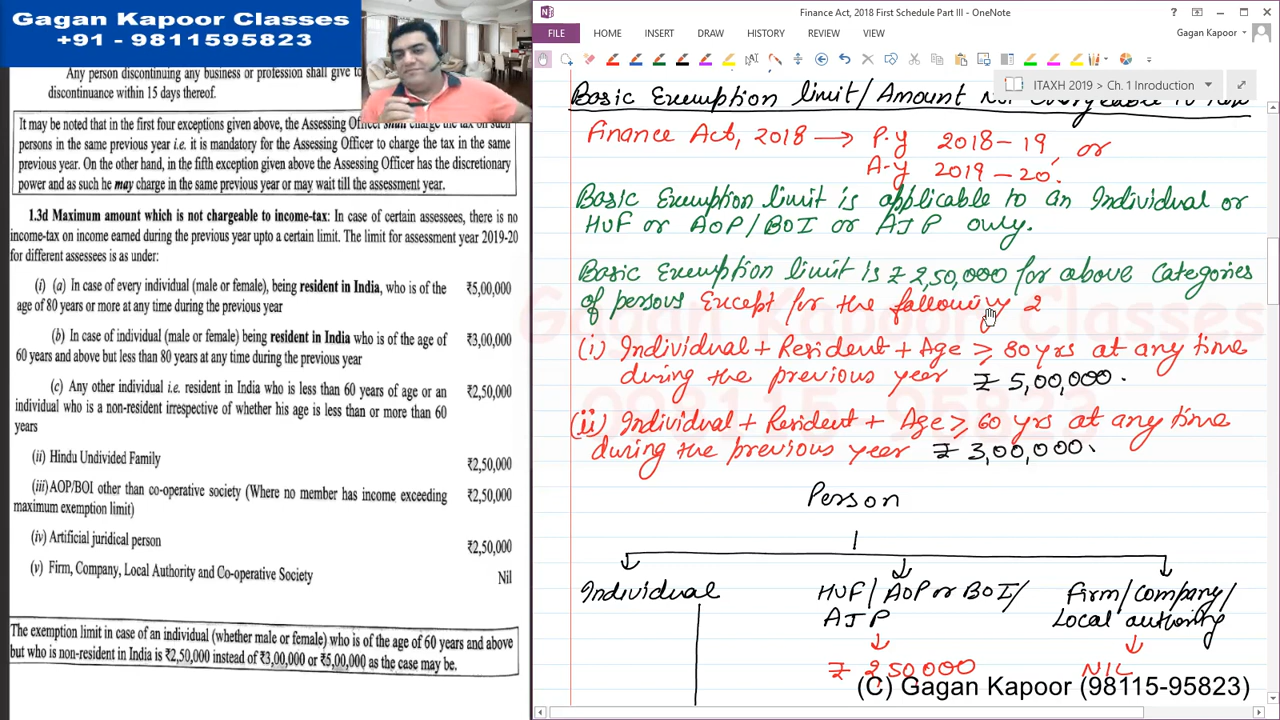 Gagan Kapoor Classes
+91 - 9811595823
Any person discontinuing any business or profession shall give
discontinuance within 15 days thereof.
It may be noted that in the first four exceptions given above, the Assessing Officer shall charge the tax on such
persons in the same previous year i.e. it is mandatory for the Assessing Officer to charge the tax in the same
previous year. On the other hand, in the fifth exception given above the Assessing Officer has the discretionary
power and as such he may charge in the same previous year or may wait till the assessment year.
1.3d Maximum amount which is not chargeable to income-tax: In case of certain assessees, there is no
income-tax on income earned during the previous year upto a certain limit. The limit for assessment year 2019-20
for different assessees is as under:
(i) (a) In case of every individual (male or female), being resident in India, who is of the ₹5,00,000
age of 80 years or more at any time during the previous year
(b) In case of individual (male or female) being resident in India who is of the age of ₹3,00,000
60 years and above but less than 80 years at any time during the previous year
(c) Any other individual i.e. resident in India who is less than 60 years of age or an ₹2,50,000
individual who is a non-resident irrespective of whether his age is less than or more than 60
years
(ii) Hindu Undivided Family ₹2,50,000
(iii) AOP/BOI other than co-operative society (Where no member has income exceeding ₹2,50,000
maximum exemption limit)
(iv) Artificial juridical person ₹2,50,000
(v) Firm, Company, Local Authority and Co-operative Society Nil
The exemption limit in case of an individual (whether male or female) who is of the age of 60 years and above
but who is non-resident in India is ₹2,50,000 instead of ₹3,00,000 or ₹5,00,000 as the case may be.
Finance Act, 2018 First Schedule Part III - OneNote
FILE HOME INSERT DRAW HISTORY REVIEW VIEW Gagan Kapoor
ITAXH 2019 > Ch. 1 Inroduction
Basic Exemption limit/Amount Not Chargeable to Tax
Finance Act, 2018 → P.Y 2018-19 or
A.Y 2019-20.
Basic Exemption limit is applicable to an Individual or
HUF or AOP/BOI or AJP only.
Basic Exemption limit is ₹ 2,50,000 for above categories
of persons Except for the following 2
(i) Individual + Resident + Age ≥ 80 yrs at any time
during the previous year ₹ 5,00,000.
(ii) Individual + Resident + Age ≥ 60 yrs at any time
during the previous year ₹ 3,00,000.
Person
Individual HUF/AOP or BOI/ Firm/Company/
AJP Local authority
₹ 2,50,000 NIL
Gagan Kapoor Classes
98115-95823
(C) Gagan Kapoor (98115-95823)